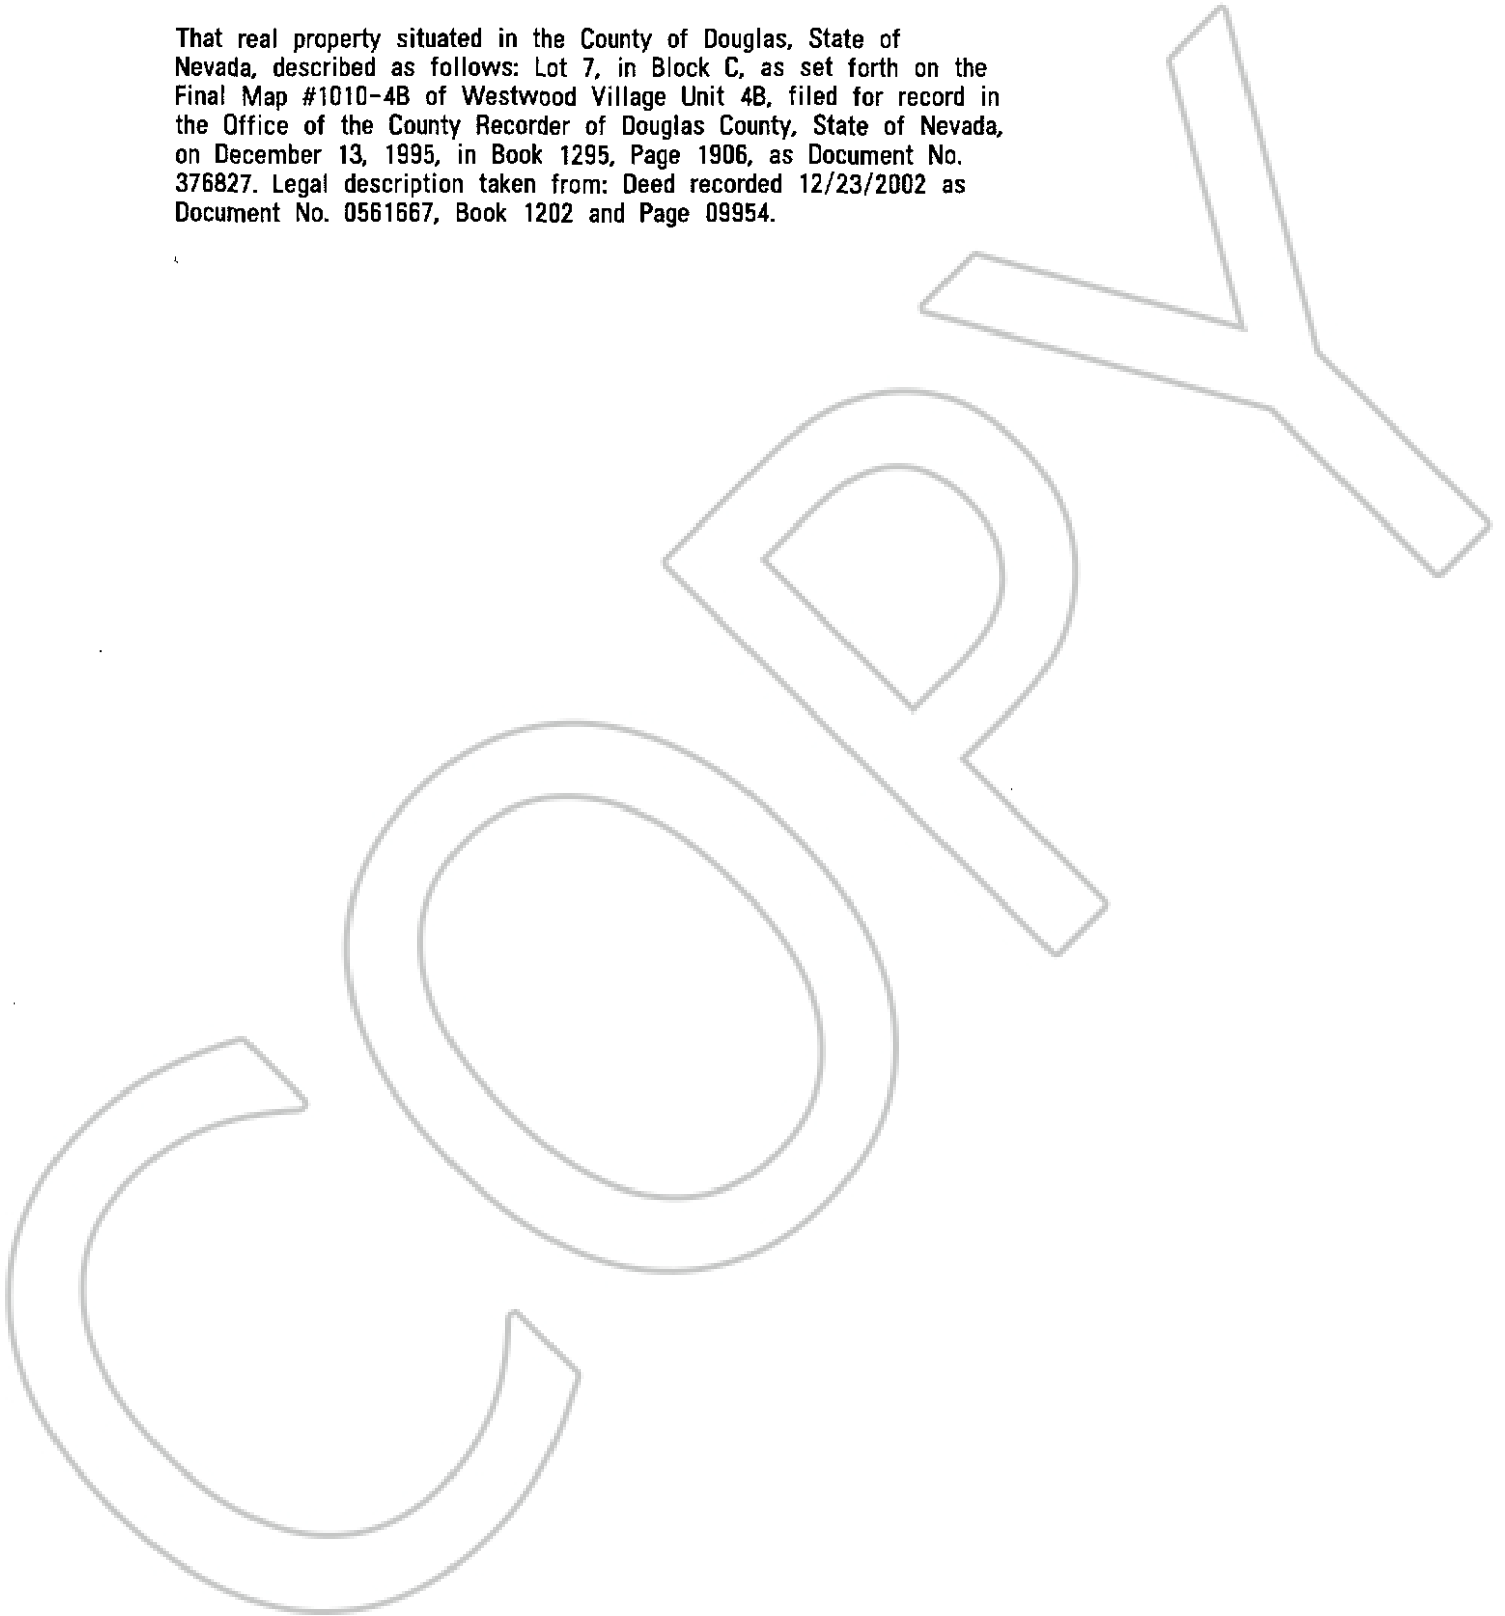 That real property situated in the County of Douglas, State of
Nevada, described as follows: Lot 7, in Block C, as set forth on the
Final Map #1010-4B of Westwood Village Unit 4B, filed for record in
the Office of the County Recorder of Douglas County, State of Nevada,
on December 13, 1995, in Book 1295, Page 1906, as Document No.
376827. Legal description taken from: Deed recorded 12/23/2002 as
Document No. 0561667, Book 1202 and Page 09954.
COPY